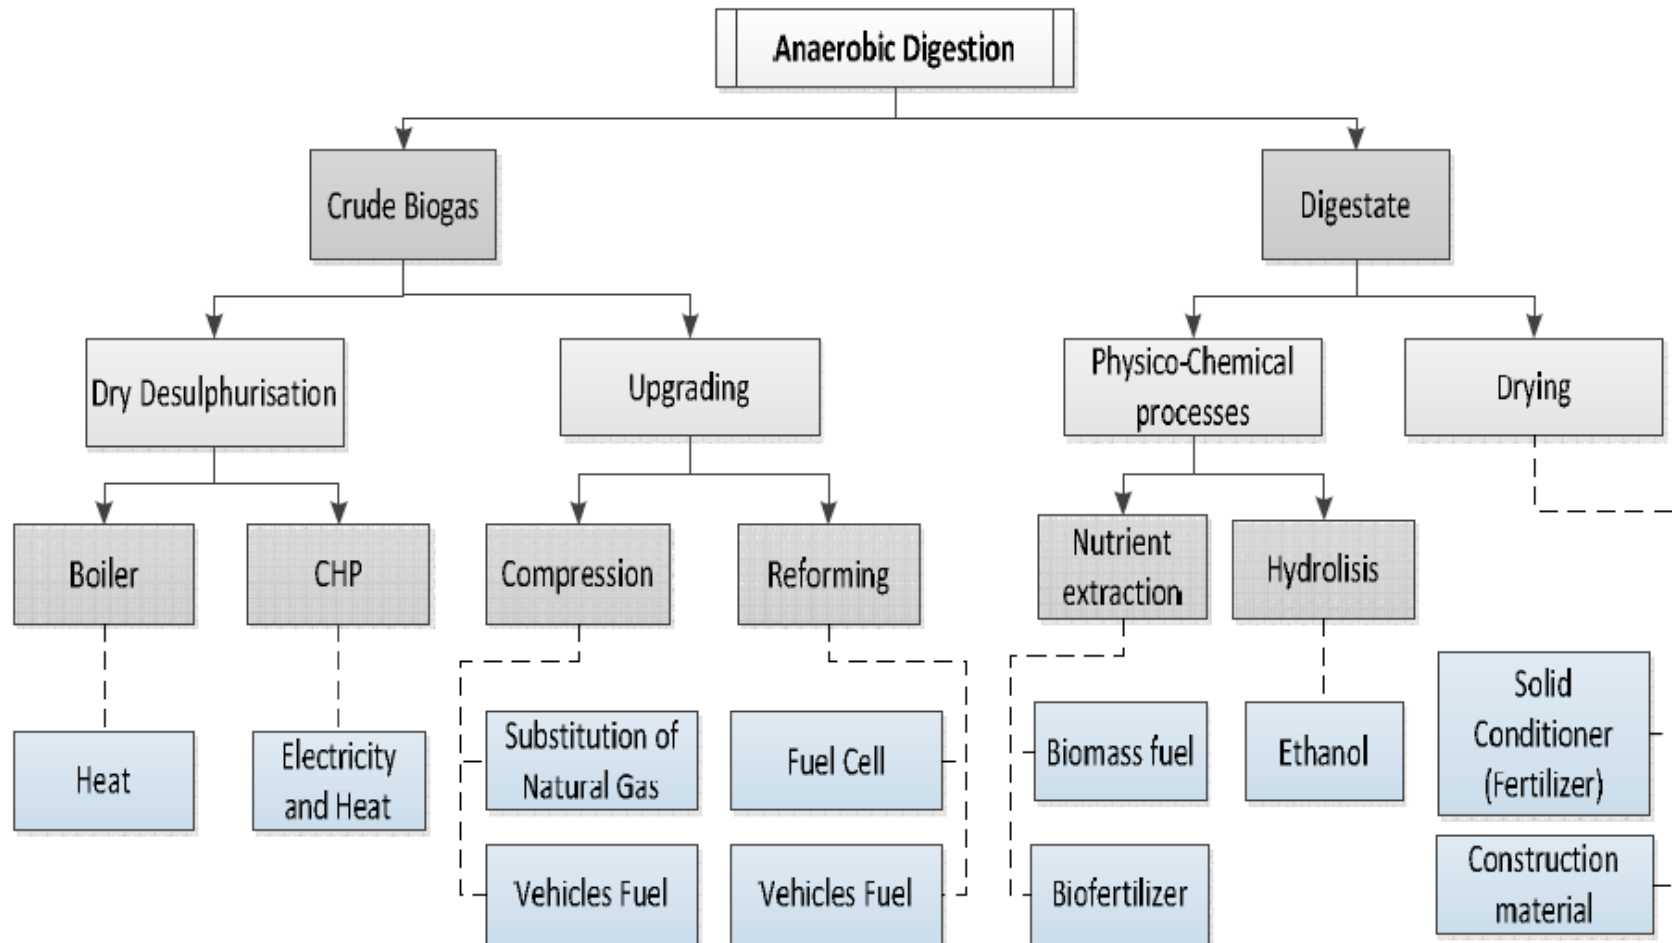 Anaerobic Digestion
Crude Biogas
Digestate
Dry Desulphurisation
Upgrading
Physico-Chemical
processes
Drying
Boiler
CHP
Compression
Reforming
Nutrient
extraction
Hydrolisis
Heat
Electricity
and Heat
Substitution of
Natural Gas
Fuel Cell
Biomass fuel
Ethanol
Solid
Conditioner
(Fertilizer)
Vehicles Fuel
Vehicles Fuel
Biofertilizer
Construction
material